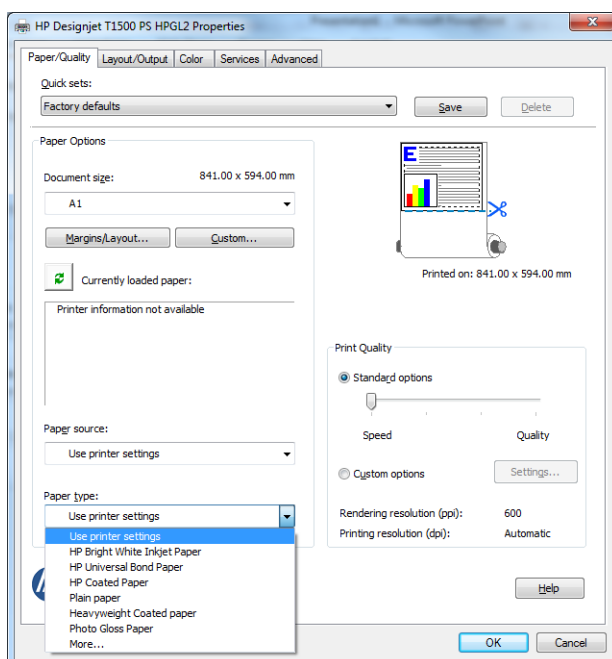 HP Designjet T1500 PS HPGL2 Properties
Paper/Quality Layout/Output Color Services Advanced
Quick sets:
Factory defaults
Save
Delete
Paper Options
Document size:
841.00 x 594.00 mm
A1
Margins/Layout...
Custom...
Currently loaded paper:
Printer information not available
Paper source:
Use printer settings
Paper type:
Use printer settings
Use printer settings
HP Bright White Inkjet Paper
HP Universal Bond Paper
HP Coated Paper
Plain paper
Heavyweight Coated paper
Photo Gloss Paper
More...
E
Printed on: 841.00 x 594.00 mm
Print Quality
Standard options
Speed
Quality
Custom options
Settings...
Rendering resolution (ppi): 600
Printing resolution (dpi): Automatic
Help
OK
Cancel